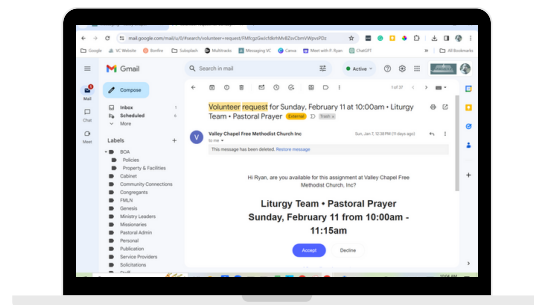 mail.google.com/mail/u/0/#search/volunteer+request/
Google SC Website Bonfire Subsplash Multitracks Messaging SC Canva Meet with P. Ryan ChatGPT All Bookmarks
Gmail
Search in mail
Active
Mail
Compose
1 of 37
Chat
Inbox
Scheduled 6
More
Meet
Labels
BOA
Policies
Property & Facilities
Cabinet
Community Connections
Congregants
FMLN
Genesis
Ministry Leaders
Missionaries
Pastoral Admin
Personal
Publication
Service Providers
Solicitations
Volunteer request for Sunday, February 11 at 10:00am • Liturgy
Team • Pastoral Prayer External Trash x
Valley Chapel Free Methodist Church Inc
Sun, Jan 7, 12:39 PM (11 days ago)
to me
This message has been deleted. Restore message
Hi Ryan, are you available for this assignment at Valley Chapel Free
Methodist Church, Inc?
Liturgy Team • Pastoral Prayer
Sunday, February 11 from 10:00am -
11:15am
Accept Decline